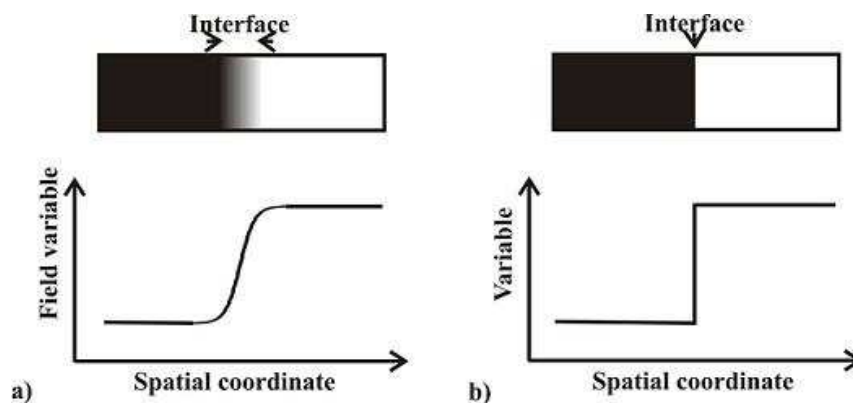 Interface
Field variable
Spatial coordinate
a)
Interface
Variable
Spatial coordinate
b)